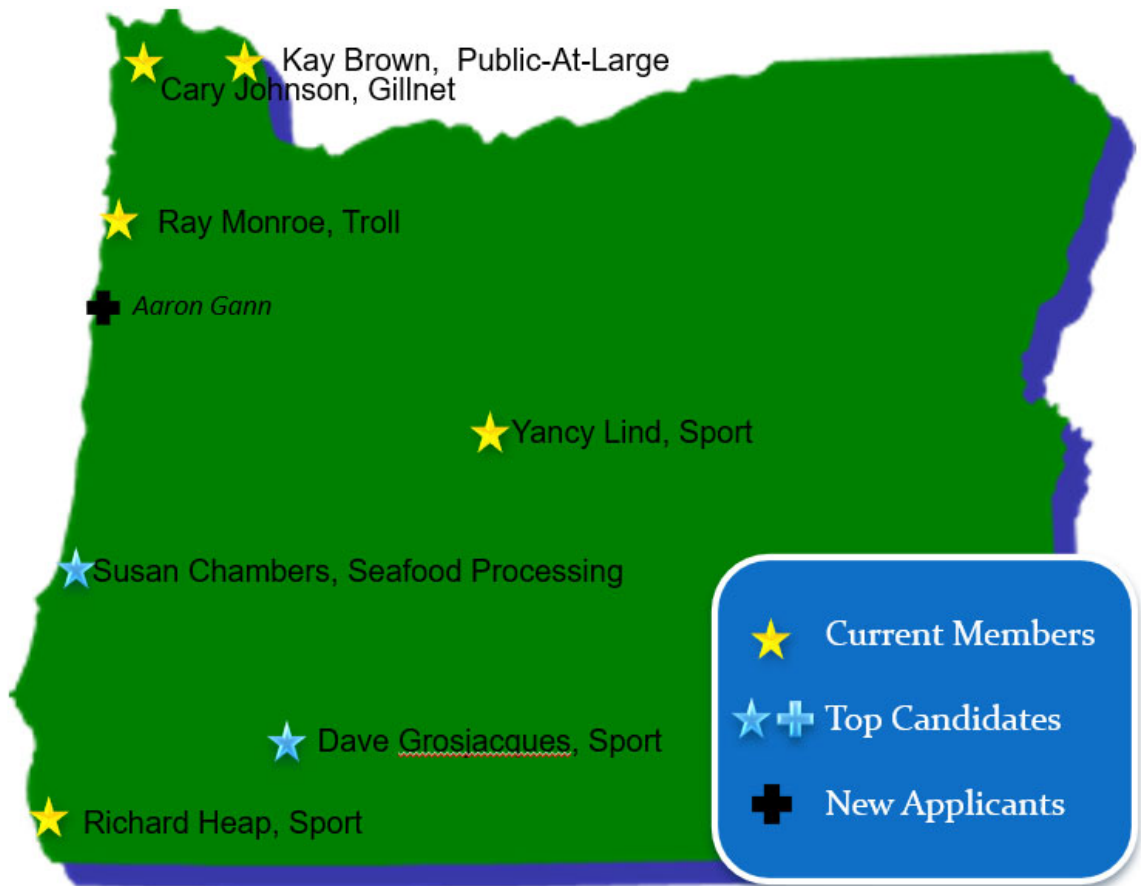 Kay Brown, Public-At-Large
Cary Johnson, Gillnet
Ray Monroe, Troll
Aaron Gann
Yancy Lind, Sport
Susan Chambers, Seafood Processing
Dave Grosjacques, Sport
Richard Heap, Sport
Current Members
Top Candidates
New Applicants